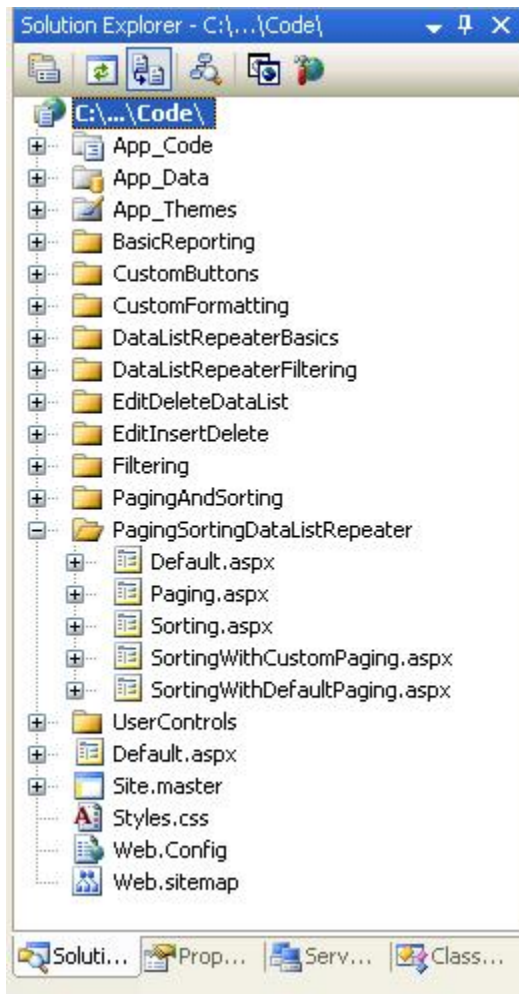 Solution Explorer - C:\...\Code\
C:\...\Code\
App_Code
App_Data
App_Themes
BasicReporting
CustomButtons
CustomFormatting
DataListRepeaterBasics
DataListRepeaterFiltering
EditDeleteDataList
EditInsertDelete
Filtering
PagingAndSorting
PagingSortingDataListRepeater
Default.aspx
Paging.aspx
Sorting.aspx
SortingWithCustomPaging.aspx
SortingWithDefaultPaging.aspx
UserControls
Default.aspx
Site.master
Styles.css
Web.Config
Web.sitemap
Soluti... Prop... Serv... Class...